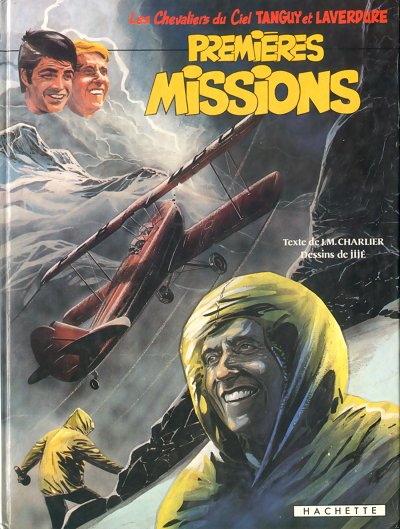 Les Chevaliers du Ciel TANGUY et LAVERDURE
PREMIÈRES
MISSIONS
Texte de J.M. CHARLIER
Dessins de JIJÉ
HACHETTE